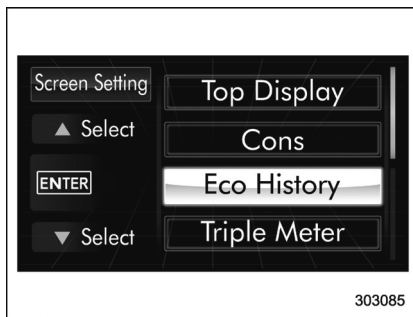 Screen Setting
Top Display
▲ Select
Cons
ENTER
Eco History
▼ Select
Triple Meter
303085